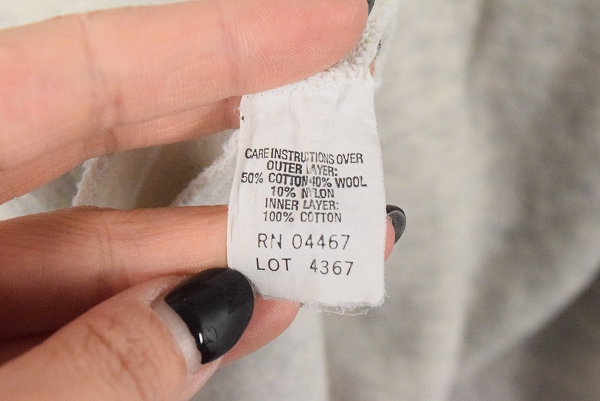 CARE INSTRUCTIONS OVER
OUTER LAYER:
50% COTTON 40% WOOL
10% NYLON
INNER LAYER:
100% COTTON
RN 04467
LOT 4367